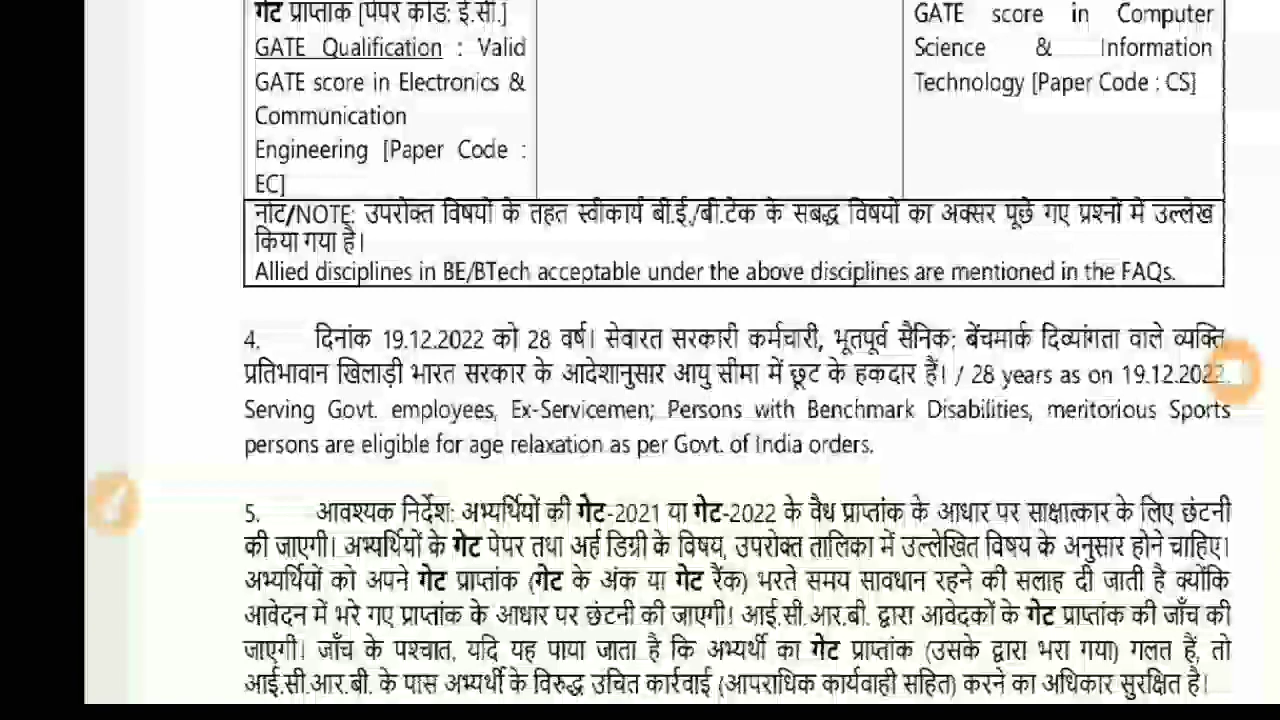 गेट प्राप्तांक [पेपर कोड: ई.सी.]
GATE Qualification : Valid
GATE score in Electronics &
Communication
Engineering [Paper Code :
EC]
GATE score in Computer
Science & Information
Technology [Paper Code : CS]
नोट/NOTE: उपरोक्त विषयों के तहत स्वीकार्य बी.ई./बी.टेक के संबद्ध विषयों का अक्सर पूछे गए प्रश्नों में उल्लेख
किया गया है।
Allied disciplines in BE/BTech acceptable under the above disciplines are mentioned in the FAQs.
4. दिनांक 19.12.2022 को 28 वर्ष। सेवारत सरकारी कर्मचारी, भूतपूर्व सैनिक; बेंचमार्क दिव्यांगता वाले व्यक्ति
प्रतिभावान खिलाड़ी भारत सरकार के आदेशानुसार आयु सीमा में छूट के हकदार हैं। / 28 years as on 19.12.2022.
Serving Govt. employees, Ex-Servicemen; Persons with Benchmark Disabilities, meritorious Sports
persons are eligible for age relaxation as per Govt. of India orders.
5. आवश्यक निर्देश: अभ्यर्थियों की गेट-2021 या गेट-2022 के वैध प्राप्तांक के आधार पर साक्षात्कार के लिए छंटनी
की जाएगी। अभ्यर्थियों के गेट पेपर तथा अर्ह डिग्री के विषय, उपरोक्त तालिका में उल्लेखित विषय के अनुसार होने चाहिए।
अभ्यर्थियों को अपने गेट प्राप्तांक (गेट के अंक या गेट रैंक) भरते समय सावधान रहने की सलाह दी जाती है क्योंकि
आवेदन में भरे गए प्राप्तांक के आधार पर छंटनी की जाएगी। आई.सी.आर.बी. द्वारा आवेदकों के गेट प्राप्तांक की जाँच की
जाएगी। जाँच के पश्चात, यदि यह पाया जाता है कि अभ्यर्थी का गेट प्राप्तांक (उसके द्वारा भरा गया) गलत हैं, तो
आई.सी.आर.बी. के पास अभ्यर्थी के विरुद्ध उचित कार्रवाई (आपराधिक कार्यवाही सहित) करने का अधिकार सुरक्षित है।